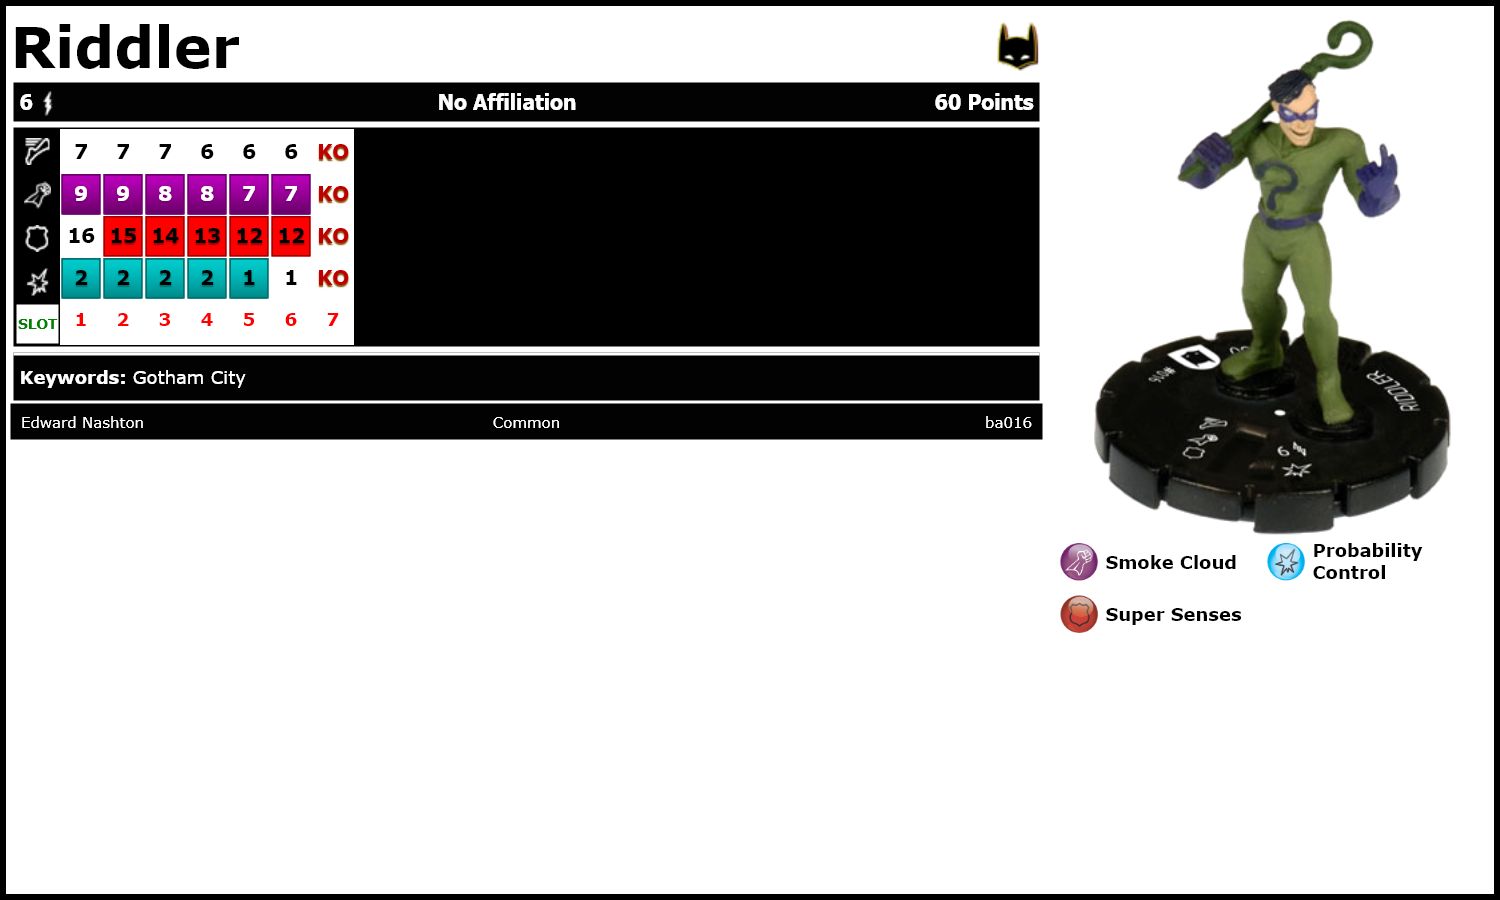 Riddler
6 No Affiliation 60 Points
7 7 7 6 6 6 KO
9 9 8 8 7 7 KO
16 15 14 13 12 12 KO
2 2 2 2 1 1 KO
SLOT 1 2 3 4 5 6 7
Keywords: Gotham City
Edward Nashton Common ba016
#016
RIDDLER
6
Smoke Cloud
Probability
Control
Super Senses